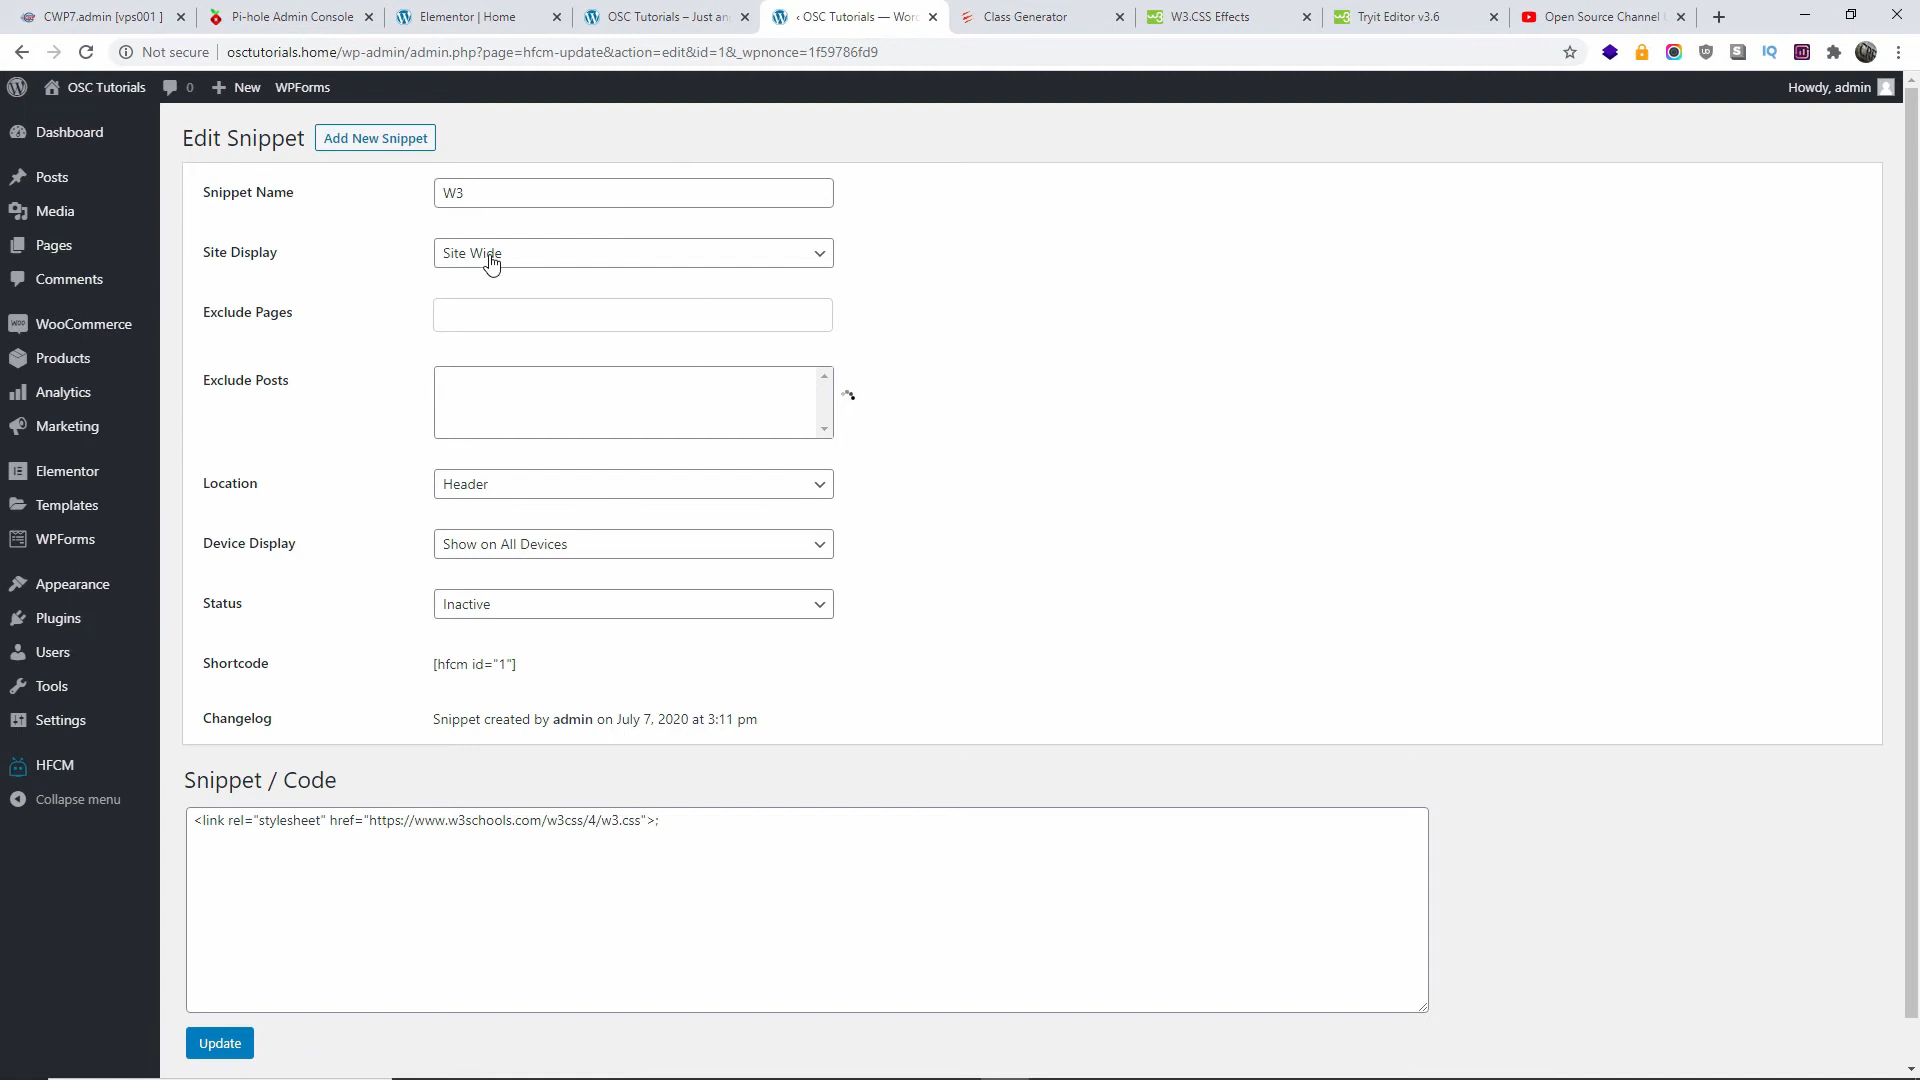 CWP7.admin [vps001 ]
Pi-hole Admin Console
Elementor | Home
OSC Tutorials – Just an
‹ OSC Tutorials — Word
Class Generator
W3.CSS Effects
Tryit Editor v3.6
Open Source Channel
Not secure
osctutorials.home/wp-admin/admin.php?page=hfcm-update&action=edit&id=1&_wpnonce=1f59786fd9
OSC Tutorials
0
New
WPForms
Howdy, admin
Dashboard
Posts
Media
Pages
Comments
WooCommerce
Products
Analytics
Marketing
Elementor
Templates
WPForms
Appearance
Plugins
Users
Tools
Settings
HFCM
Collapse menu
Edit Snippet
Add New Snippet
Snippet Name
W3
Site Display
Site Wide
Exclude Pages
Exclude Posts
Location
Header
Device Display
Show on All Devices
Status
Inactive
Shortcode
[hfcm id="1"]
Changelog
Snippet created by admin on July 7, 2020 at 3:11 pm
Snippet / Code
<link rel="stylesheet" href="https://www.w3schools.com/w3css/4/w3.css">;
Update